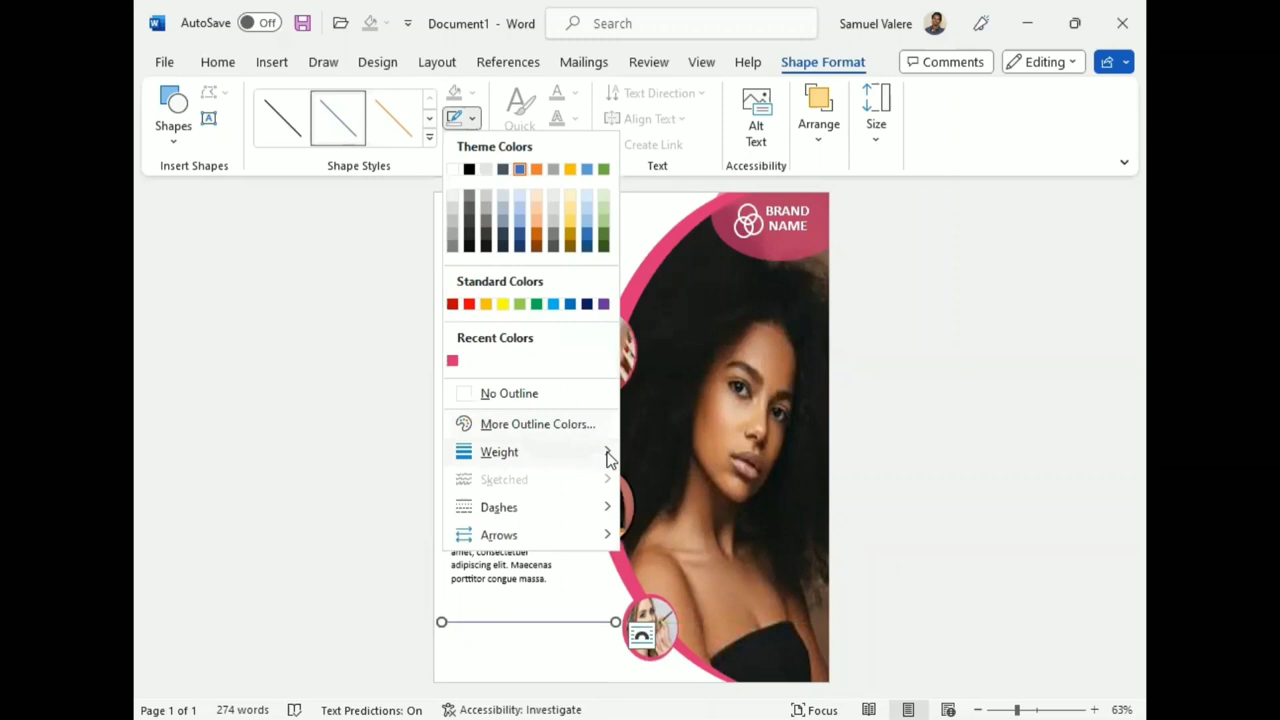 AutoSave Off Document1 - Word Search Samuel Valere
File Home Insert Draw Design Layout References Mailings Review View Help Shape Format Comments Editing
Shapes
Insert Shapes
Shape Styles
Quick
Text Direction
Align Text
Create Link
Text
Alt
Text
Accessibility
Arrange
Size
Theme Colors
Standard Colors
Recent Colors
No Outline
More Outline Colors...
Weight
Sketched
Dashes
Arrows
BRAND
NAME
amet, consectetuer
adipiscing elit. Maecenas
porttitor congue massa.
Page 1 of 1 274 words Text Predictions: On Accessibility: Investigate Focus 63%